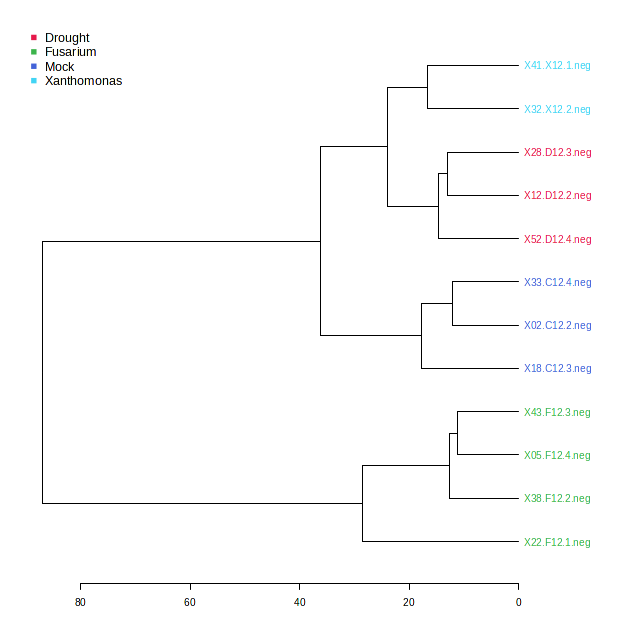 Drought
Fusarium
Mock
Xanthomonas
X41.X12.1.neg
X32.X12.2.neg
X28.D12.3.neg
X12.D12.2.neg
X52.D12.4.neg
X33.C12.4.neg
X02.C12.2.neg
X18.C12.3.neg
X43.F12.3.neg
X05.F12.4.neg
X38.F12.2.neg
X22.F12.1.neg
80 60 40 20 0